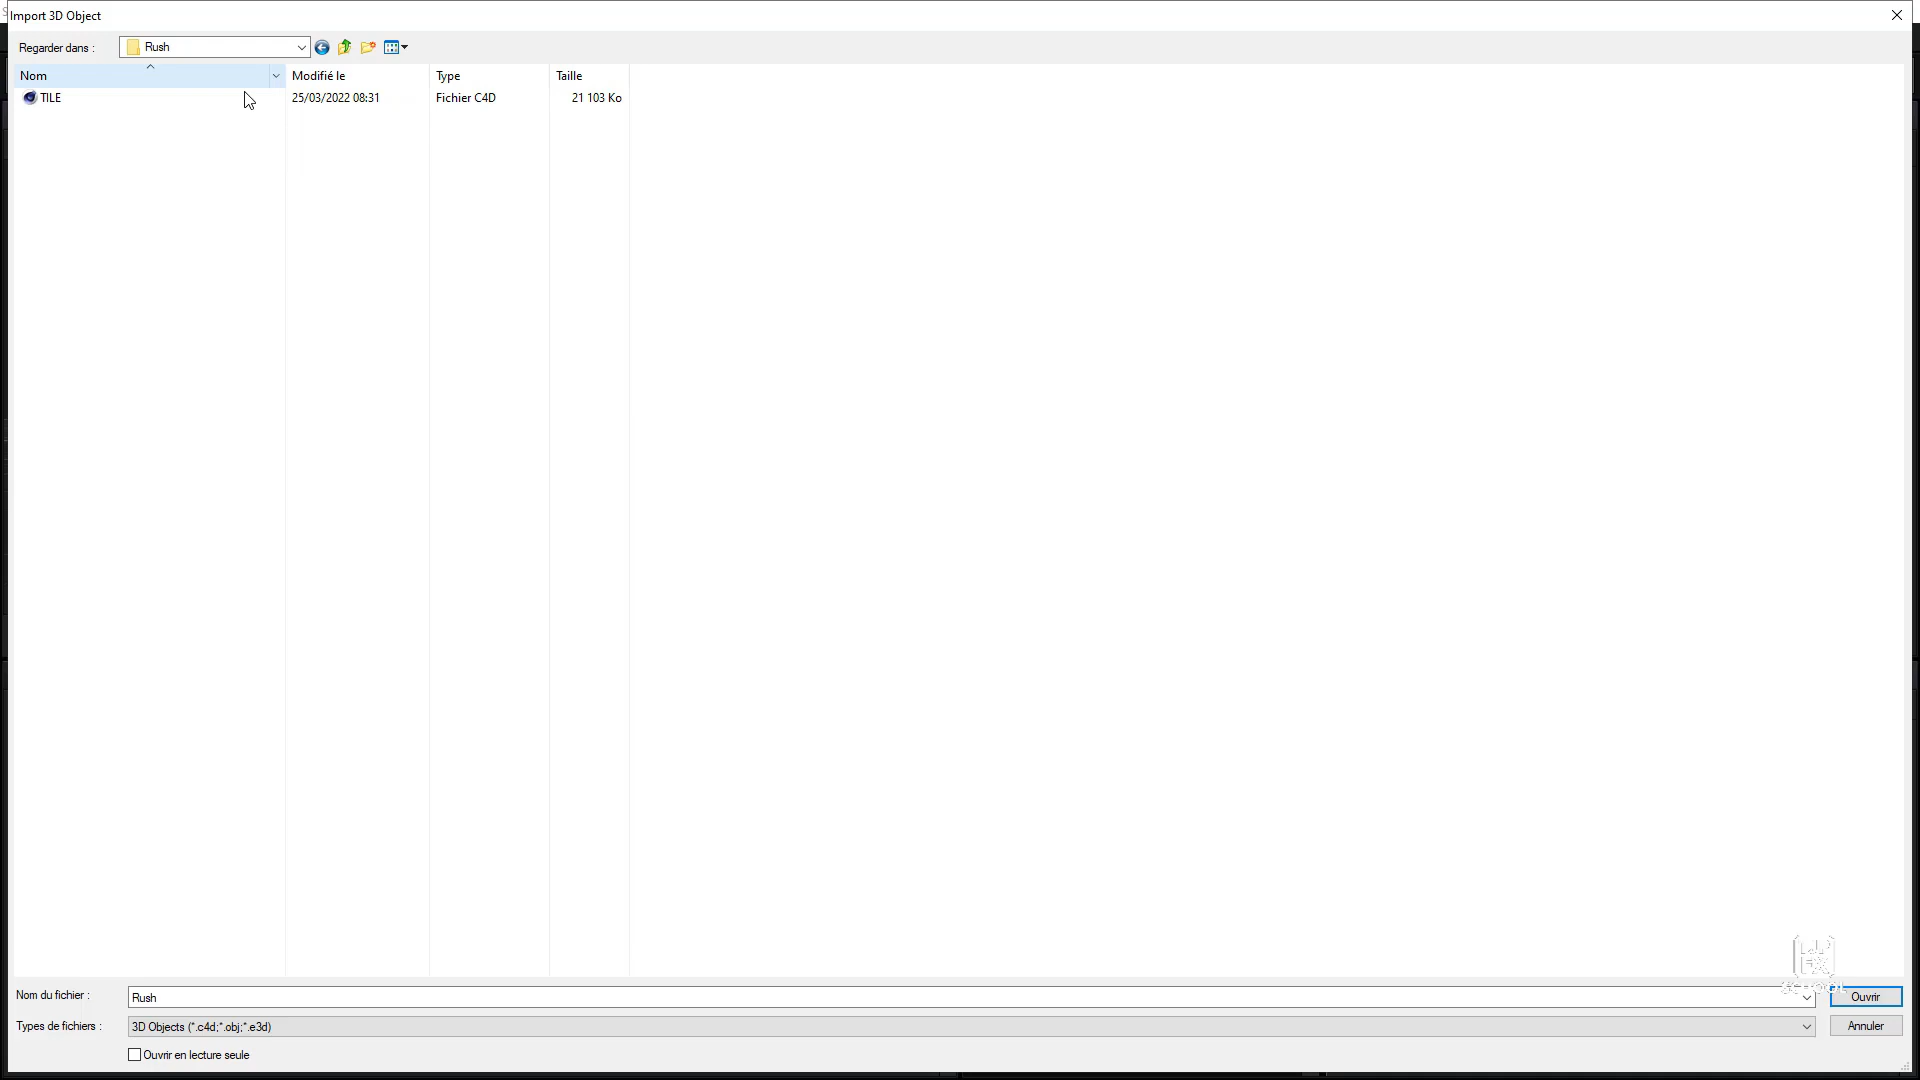 Import 3D Object
Regarder dans :
Rush
Nom
Modifié le
Type
Taille
TILE
25/03/2022 08:31
Fichier C4D
21 103 Ko
Nom du fichier :
Rush
Ouvrir
Types de fichiers :
3D Objects (*.c4d;*.obj;*.e3d)
Annuler
Ouvrir en lecture seule